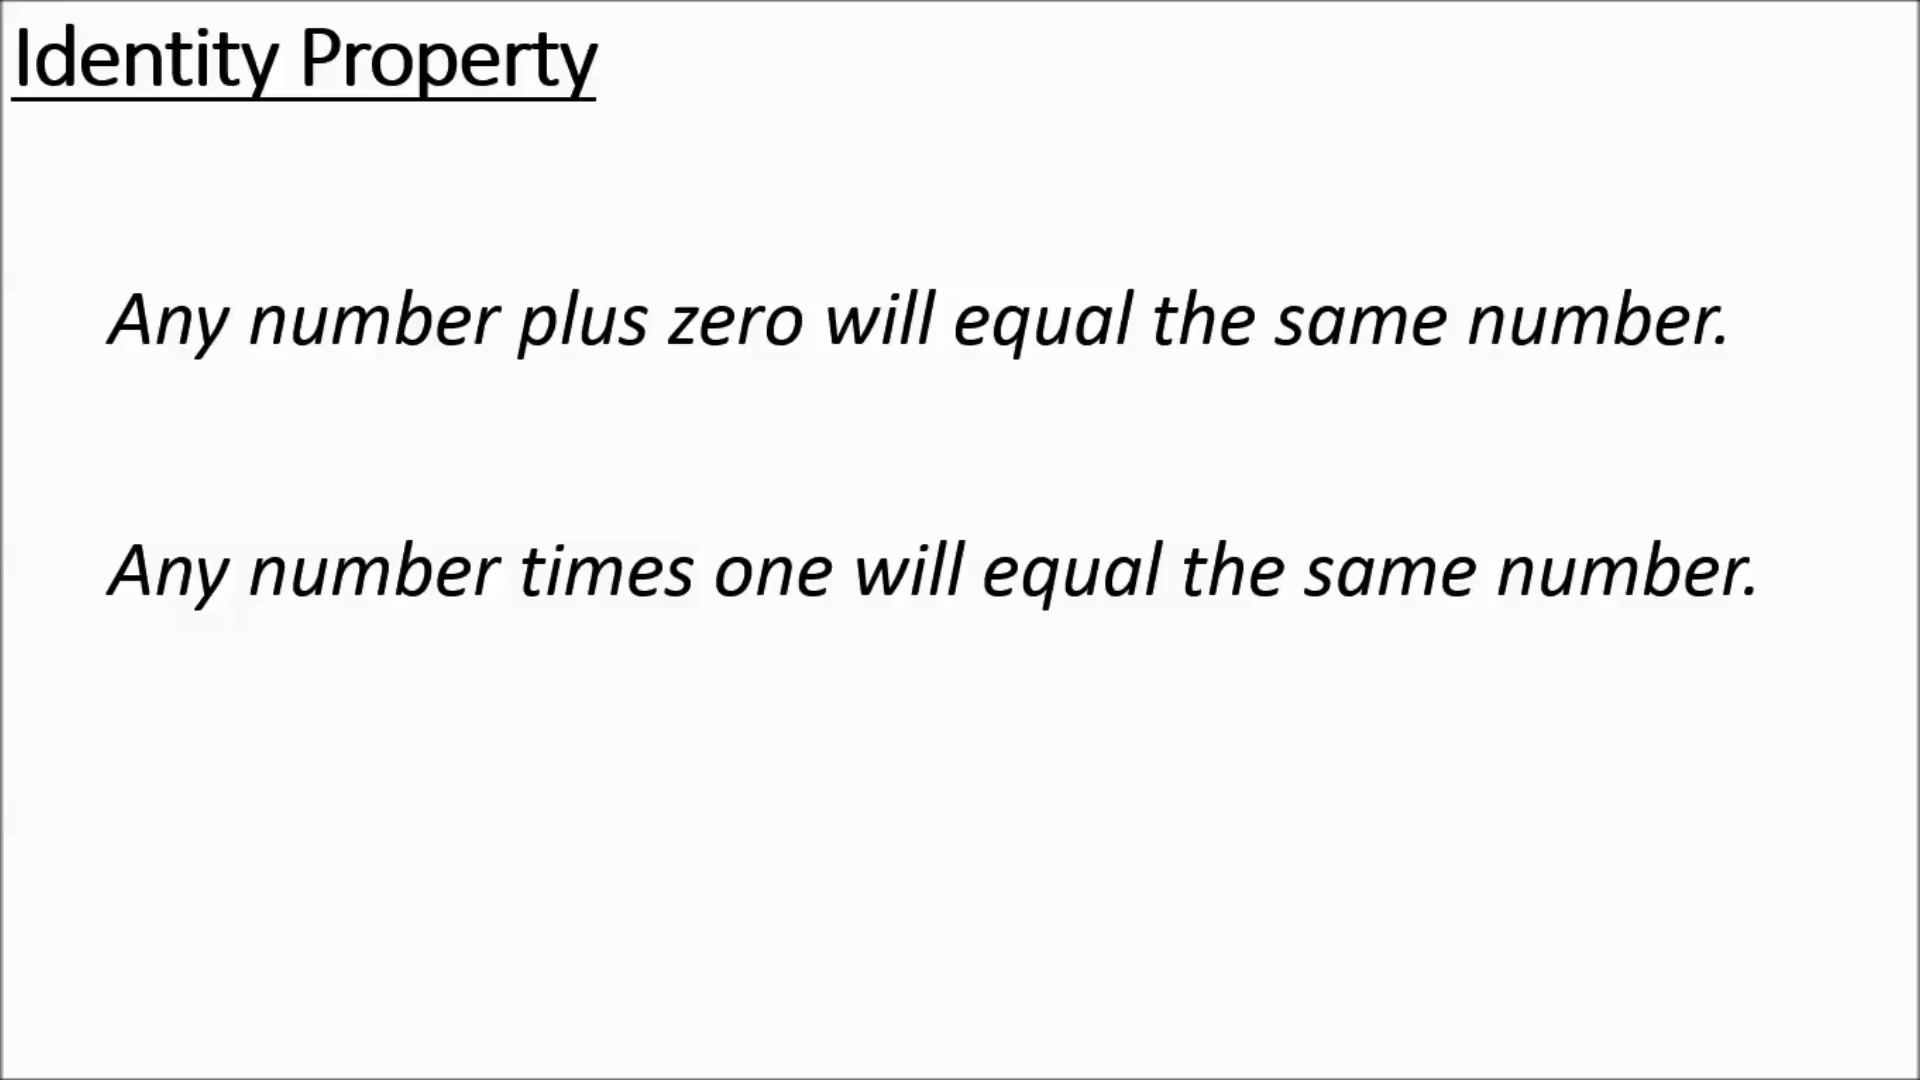 Identity Property
Any number plus zero will equal the same number.
Any number times one will equal the same number.